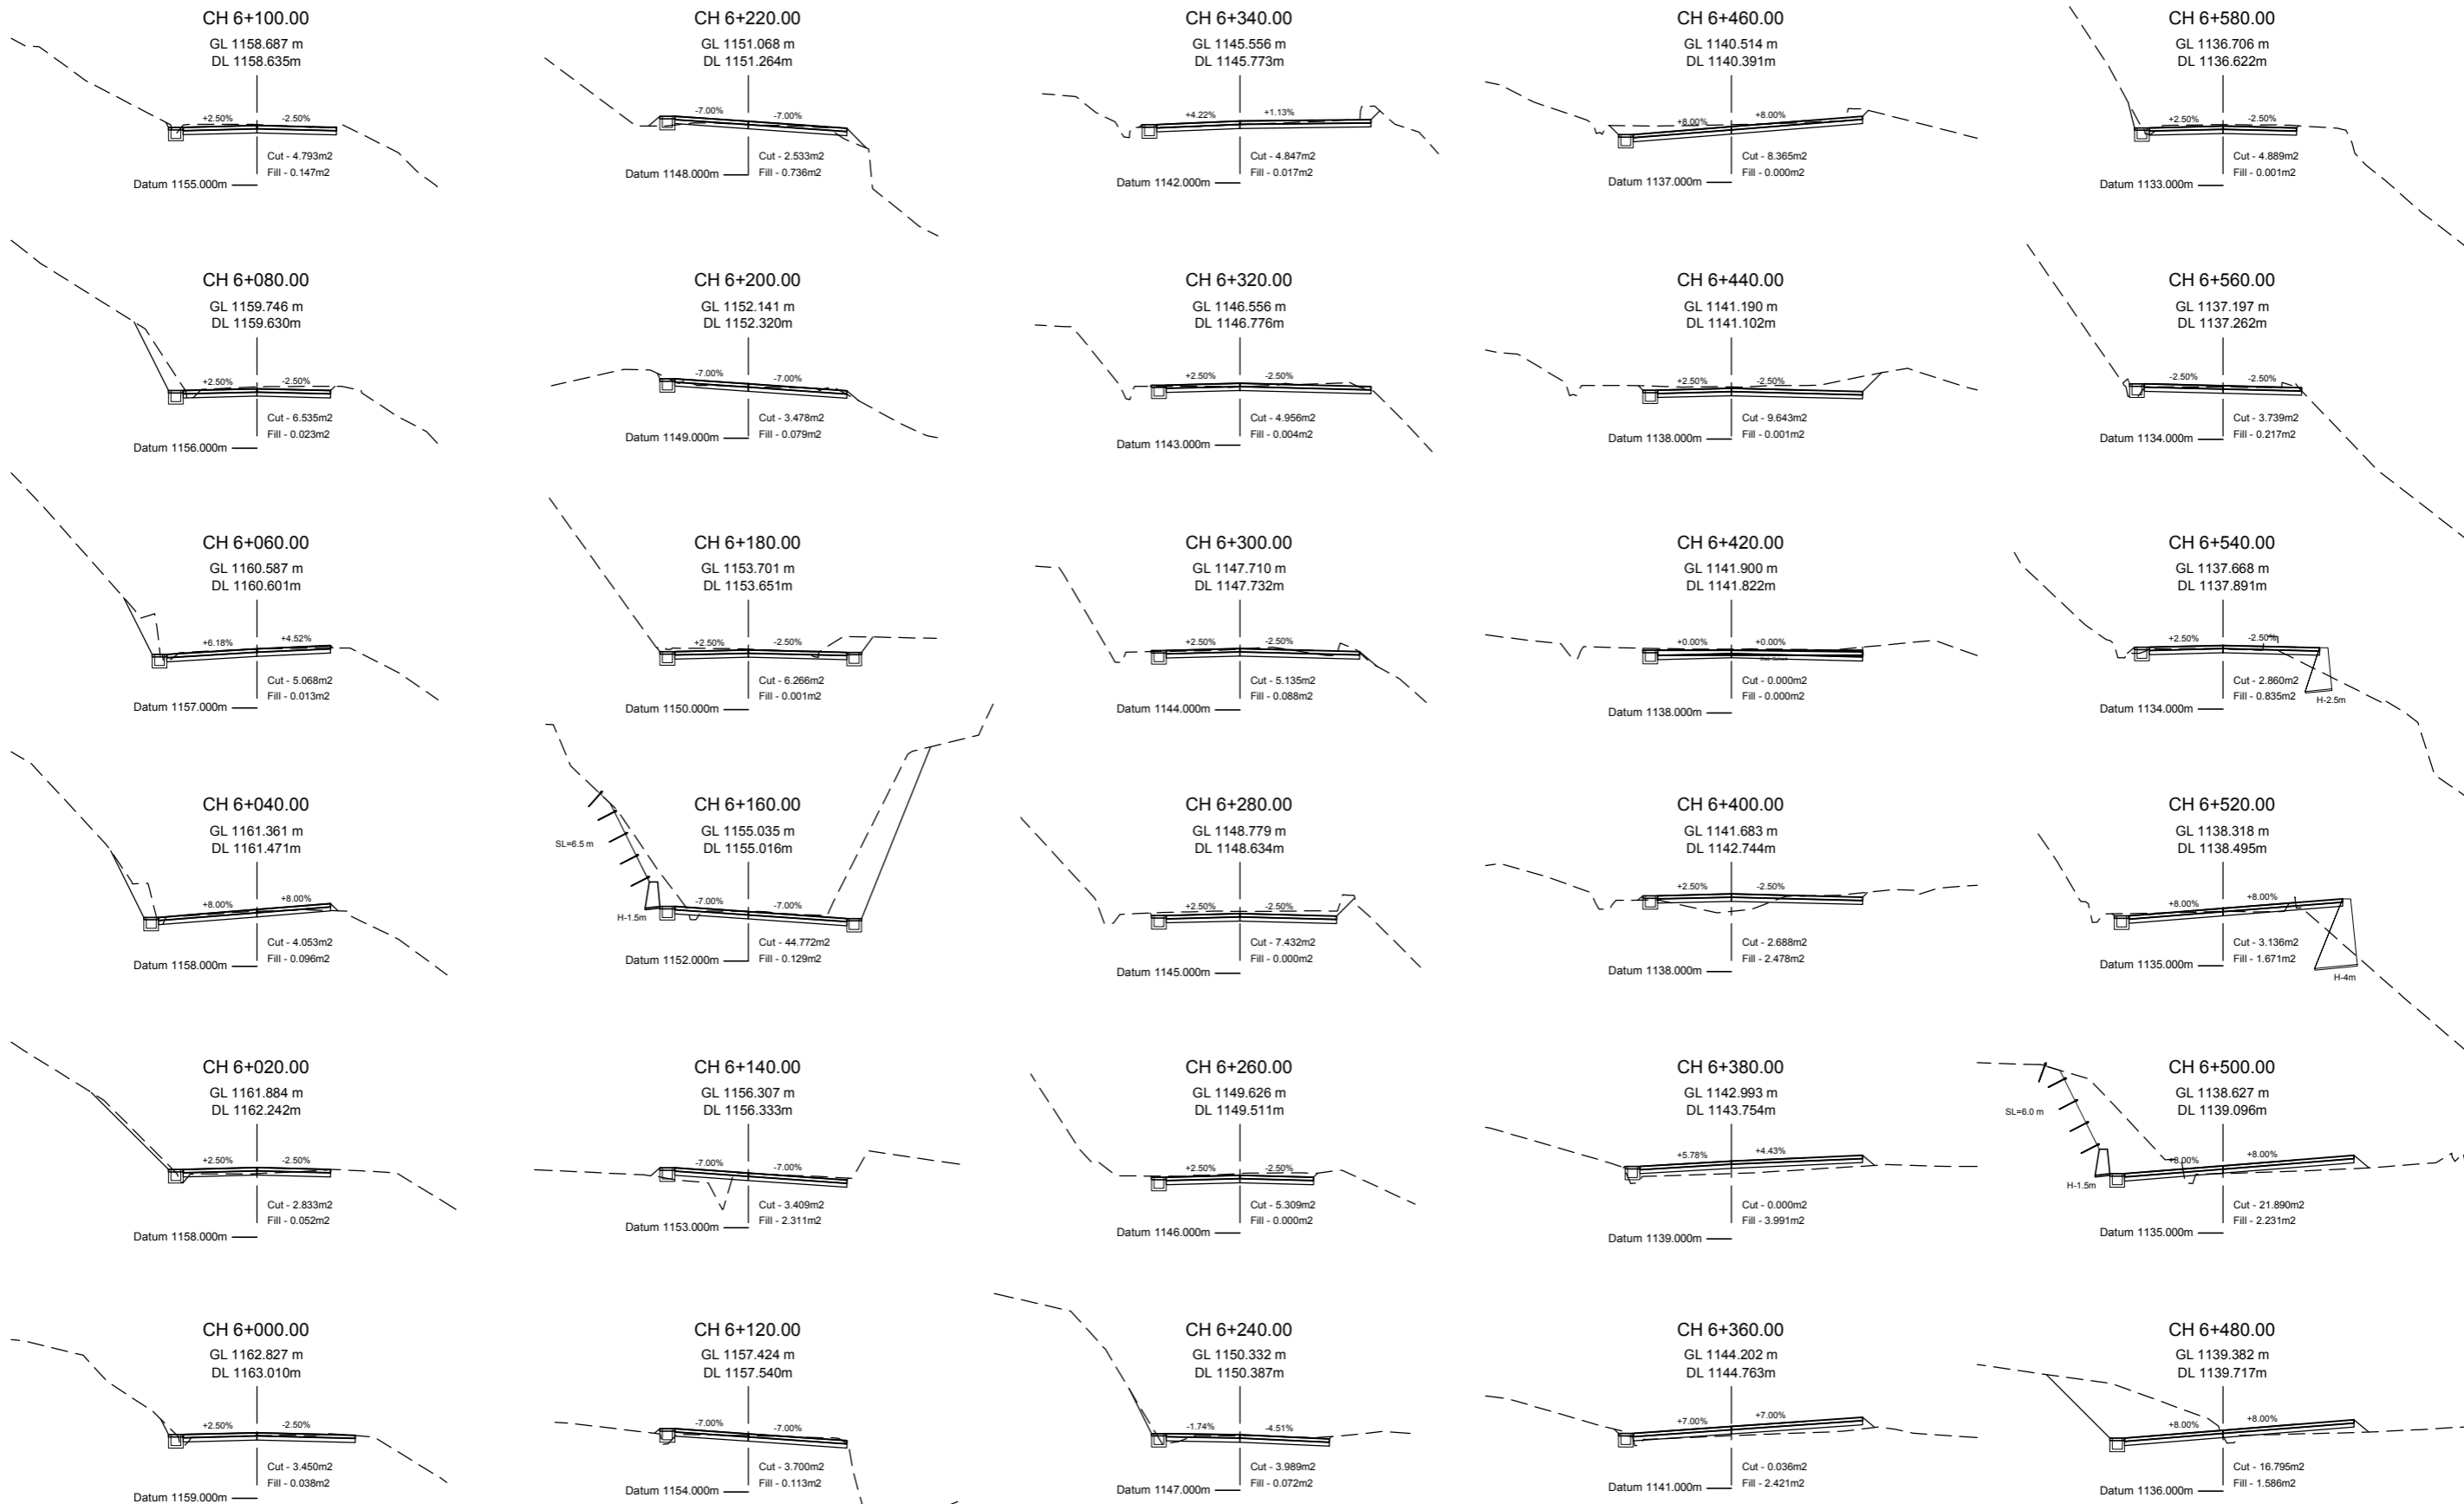 CH 6+100.00
GL 1158.687 m
DL 1158.635m
+2.50% -2.50%
Cut - 4.793m2
Fill - 0.147m2
Datum 1155.000m
CH 6+220.00
GL 1151.068 m
DL 1151.264m
-7.00% -7.00%
Cut - 2.533m2
Fill - 0.736m2
Datum 1148.000m
CH 6+340.00
GL 1145.556 m
DL 1145.773m
+4.22% +1.13%
Cut - 4.847m2
Fill - 0.017m2
Datum 1142.000m
CH 6+460.00
GL 1140.514 m
DL 1140.391m
+8.00% +8.00%
Cut - 8.365m2
Fill - 0.000m2
Datum 1137.000m
CH 6+580.00
GL 1136.706 m
DL 1136.622m
+2.50% -2.50%
Cut - 4.889m2
Fill - 0.001m2
Datum 1133.000m
CH 6+080.00
GL 1159.746 m
DL 1159.630m
+2.50% -2.50%
Cut - 6.535m2
Fill - 0.023m2
Datum 1156.000m
CH 6+200.00
GL 1152.141 m
DL 1152.320m
-7.00% -7.00%
Cut - 3.478m2
Fill - 0.079m2
Datum 1149.000m
CH 6+320.00
GL 1146.556 m
DL 1146.776m
+2.50% -2.50%
Cut - 4.956m2
Fill - 0.004m2
Datum 1143.000m
CH 6+440.00
GL 1141.190 m
DL 1141.102m
+2.50% -2.50%
Cut - 9.643m2
Fill - 0.001m2
Datum 1138.000m
CH 6+560.00
GL 1137.197 m
DL 1137.262m
-2.50% -2.50%
Cut - 3.739m2
Fill - 0.217m2
Datum 1134.000m
CH 6+060.00
GL 1160.587 m
DL 1160.601m
+6.18% +4.52%
Cut - 5.068m2
Fill - 0.013m2
Datum 1157.000m
CH 6+180.00
GL 1153.701 m
DL 1153.651m
+2.50% -2.50%
Cut - 6.266m2
Fill - 0.001m2
Datum 1150.000m
CH 6+300.00
GL 1147.710 m
DL 1147.732m
+2.50% -2.50%
Cut - 5.135m2
Fill - 0.088m2
Datum 1144.000m
CH 6+420.00
GL 1141.900 m
DL 1141.822m
+0.00% +0.00%
Cut - 0.000m2
Fill - 0.000m2
Datum 1138.000m
CH 6+540.00
GL 1137.668 m
DL 1137.891m
+2.50% -2.50%
Cut - 2.860m2
Fill - 0.835m2
H-2.5m
Datum 1134.000m
CH 6+040.00
GL 1161.361 m
DL 1161.471m
+8.00% +8.00%
Cut - 4.053m2
Fill - 0.096m2
Datum 1158.000m
CH 6+160.00
GL 1155.035 m
DL 1155.016m
SL=6.5 m
-7.00% -7.00%
H-1.5m
Cut - 44.772m2
Fill - 0.129m2
Datum 1152.000m
CH 6+280.00
GL 1148.779 m
DL 1148.634m
+2.50% -2.50%
Cut - 7.432m2
Fill - 0.000m2
Datum 1145.000m
CH 6+400.00
GL 1141.683 m
DL 1142.744m
+2.50% -2.50%
Cut - 2.688m2
Fill - 2.478m2
Datum 1138.000m
CH 6+520.00
GL 1138.318 m
DL 1138.495m
+8.00% +8.00%
Cut - 3.136m2
Fill - 1.671m2
H-4m
Datum 1135.000m
CH 6+020.00
GL 1161.884 m
DL 1162.242m
+2.50% -2.50%
Cut - 2.833m2
Fill - 0.052m2
Datum 1158.000m
CH 6+140.00
GL 1156.307 m
DL 1156.333m
-7.00% -7.00%
Cut - 3.409m2
Fill - 2.311m2
Datum 1153.000m
CH 6+260.00
GL 1149.626 m
DL 1149.511m
+2.50% -2.50%
Cut - 5.309m2
Fill - 0.000m2
Datum 1146.000m
CH 6+380.00
GL 1142.993 m
DL 1143.754m
+5.78% +4.43%
Cut - 0.000m2
Fill - 3.991m2
Datum 1139.000m
CH 6+500.00
GL 1138.627 m
DL 1139.096m
SL=6.0 m
+8.00% +8.00%
H-1.5m
Cut - 21.890m2
Fill - 2.231m2
Datum 1135.000m
CH 6+000.00
GL 1162.827 m
DL 1163.010m
+2.50% -2.50%
Cut - 3.450m2
Fill - 0.038m2
Datum 1159.000m
CH 6+120.00
GL 1157.424 m
DL 1157.540m
-7.00% -7.00%
Cut - 3.700m2
Fill - 0.113m2
Datum 1154.000m
CH 6+240.00
GL 1150.332 m
DL 1150.387m
-1.74% -4.51%
Cut - 3.989m2
Fill - 0.072m2
Datum 1147.000m
CH 6+360.00
GL 1144.202 m
DL 1144.763m
+7.00% +7.00%
Cut - 0.036m2
Fill - 2.421m2
Datum 1141.000m
CH 6+480.00
GL 1139.382 m
DL 1139.717m
+8.00% +8.00%
Cut - 16.795m2
Fill - 1.586m2
Datum 1136.000m